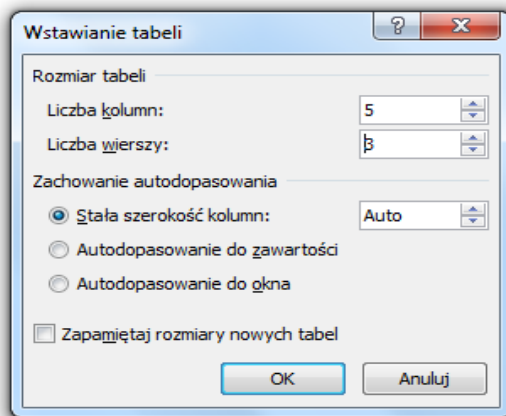 Wstawianie tabeli
Rozmiar tabeli
Liczba kolumn: 5
Liczba wierszy: 3
Zachowanie autodopasowania
Stała szerokość kolumn: Auto
Autodopasowanie do zawartości
Autodopasowanie do okna
Zapamiętaj rozmiary nowych tabel
OK Anuluj